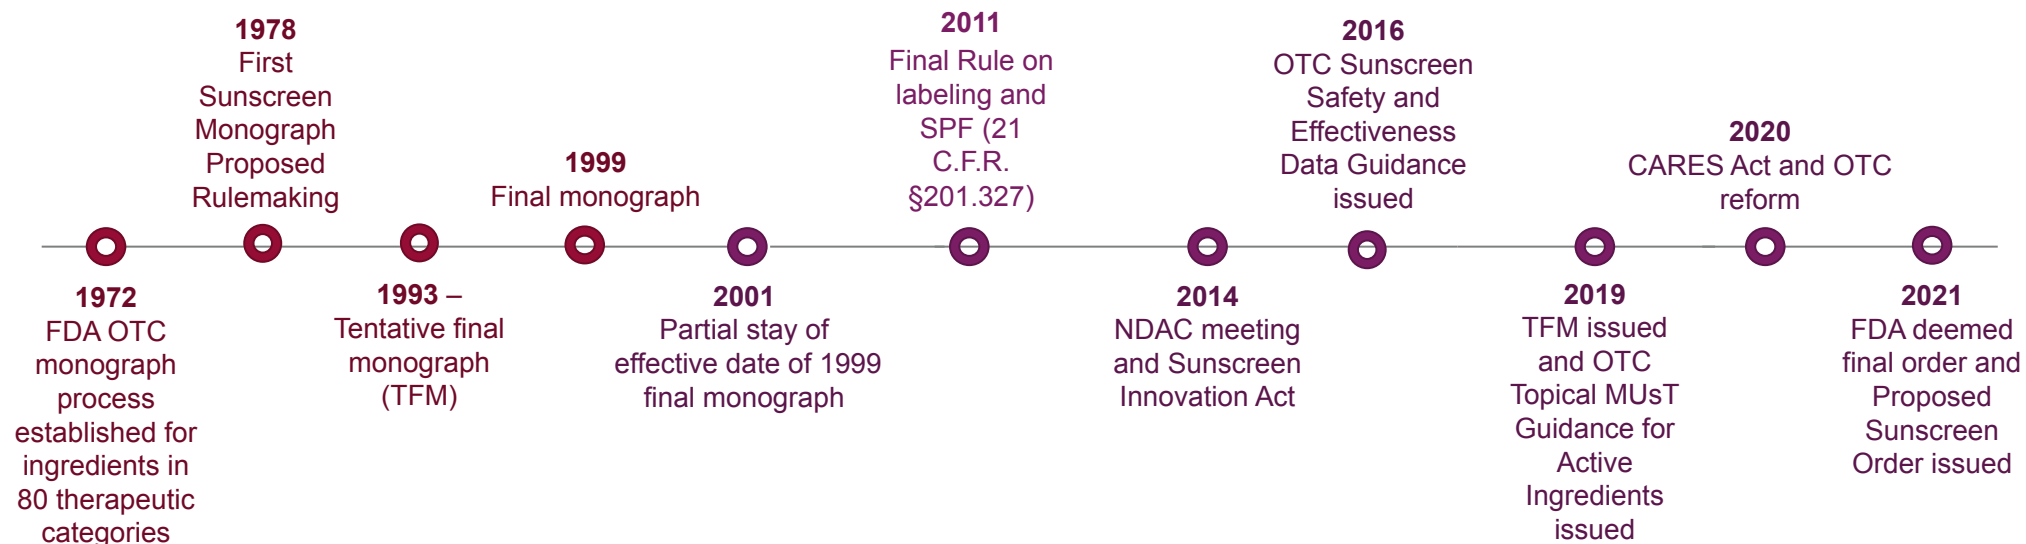 1978
First
Sunscreen
Monograph
Proposed
Rulemaking
1999
Final monograph
2011
Final Rule on
labeling and
SPF (21
C.F.R.
§201.327)
2016
OTC Sunscreen
Safety and
Effectiveness
Data Guidance
issued
2020
CARES Act and OTC
reform
1972
FDA OTC
monograph
process
established for
ingredients in
80 therapeutic
categories
1993 –
Tentative final
monograph
(TFM)
2001
Partial stay of
effective date of 1999
final monograph
2014
NDAC meeting
and Sunscreen
Innovation Act
2019
TFM issued
and OTC
Topical MUsT
Guidance for
Active
Ingredients
issued
2021
FDA deemed
final order and
Proposed
Sunscreen
Order issued